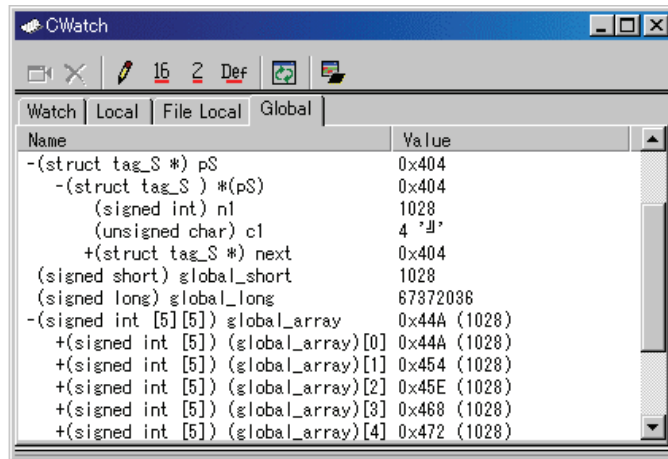 CWatch
16 2 Def
Watch Local File Local Global
Name Value
-(struct tag_S *) pS 0x404
-(struct tag_S ) *(pS) 0x404
(signed int) n1 1028
(unsigned char) c1 4 '┘'
+(struct tag_S *) next 0x404
(signed short) global_short 1028
(signed long) global_long 67372036
-(signed int [5][5]) global_array 0x44A (1028)
+(signed int [5]) (global_array)[0] 0x44A (1028)
+(signed int [5]) (global_array)[1] 0x454 (1028)
+(signed int [5]) (global_array)[2] 0x45E (1028)
+(signed int [5]) (global_array)[3] 0x468 (1028)
+(signed int [5]) (global_array)[4] 0x472 (1028)